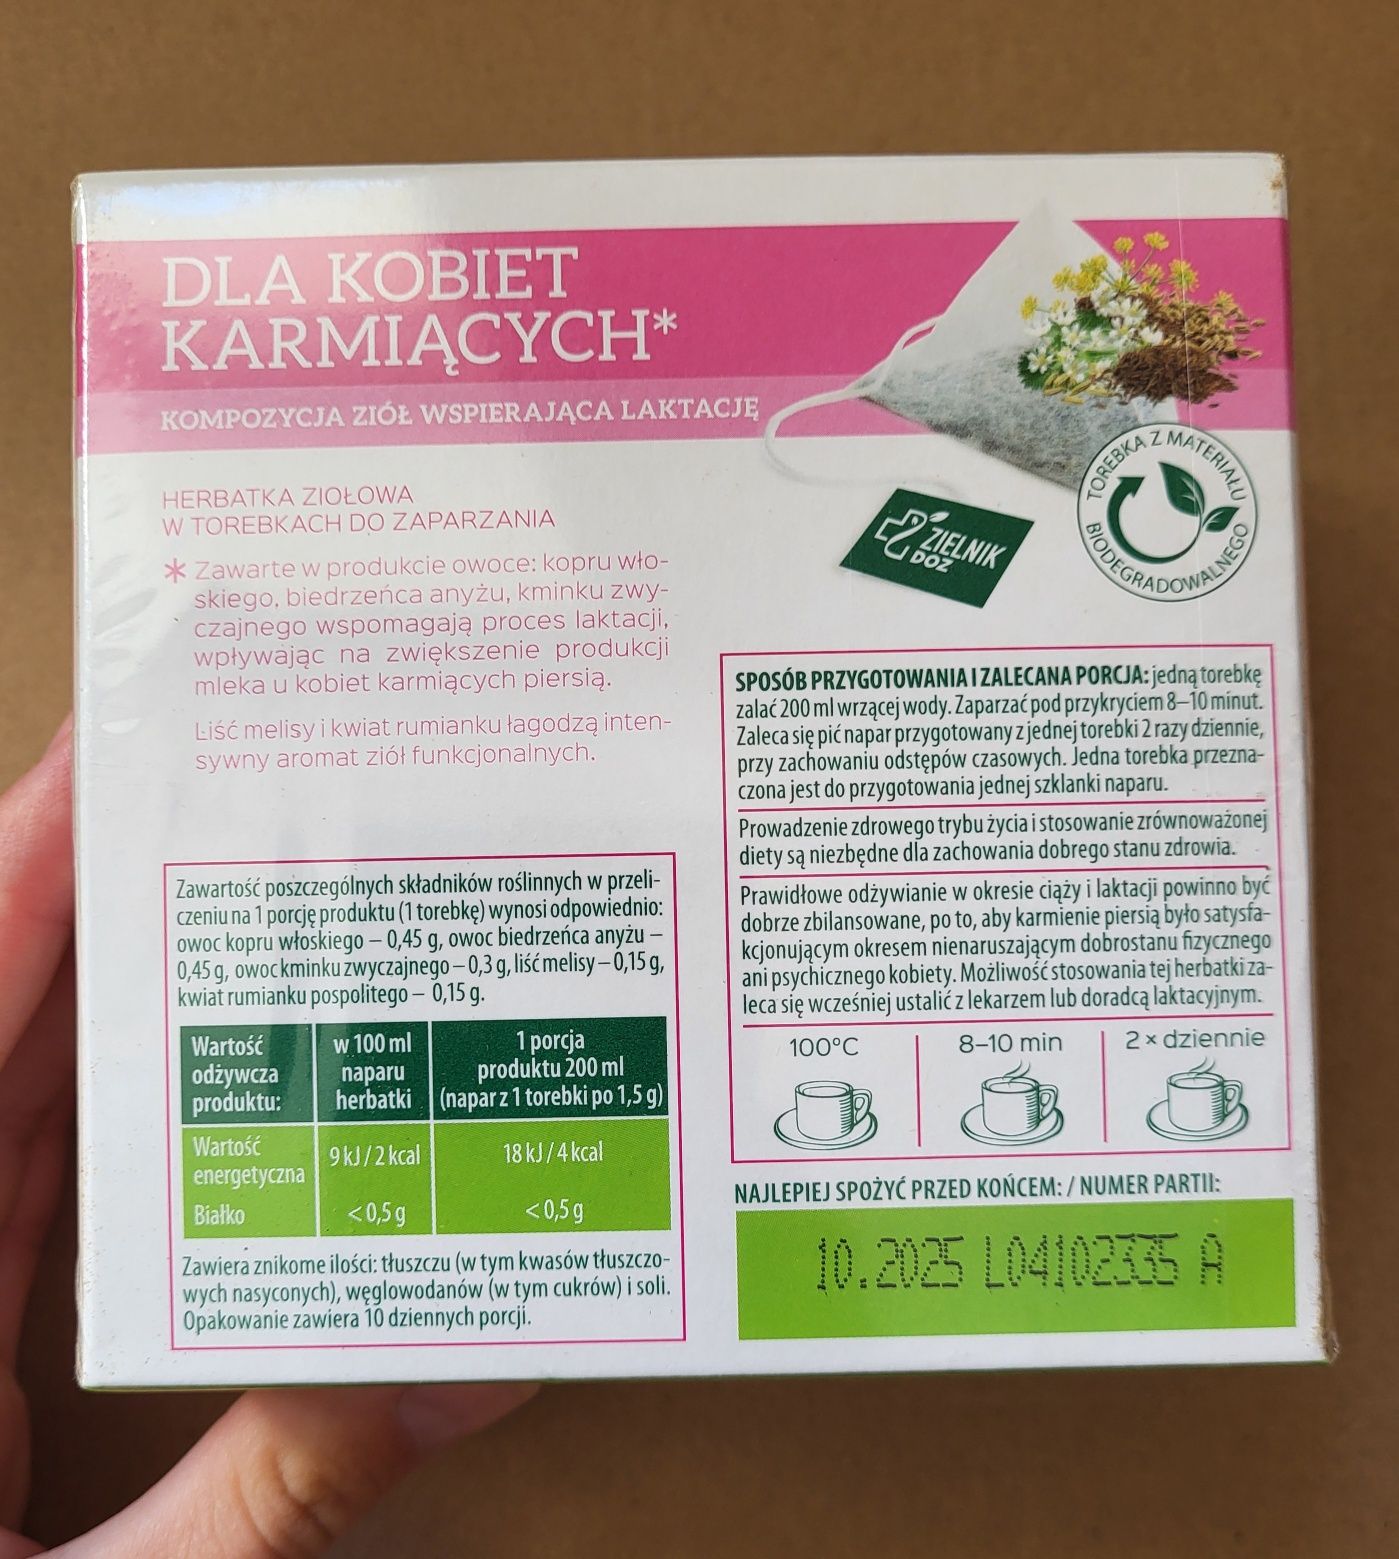 DLA KOBIET
KARMIĄCYCH*
KOMPOZYCJA ZIÓŁ WSPIERAJĄCA LAKTACJĘ
HERBATKA ZIOŁOWA
W TOREBKACH DO ZAPARZANIA
* Zawarte w produkcie owoce: kopru wło-
skiego, biedrzeńca anyżu, kminku zwy-
czajnego wspomagają proces laktacji,
wpływając na zwiększenie produkcji
mleka u kobiet karmiących piersią.
Liść melisy i kwiat rumianku łagodzą inten-
sywny aromat ziół funkcjonalnych.
Zawartość poszczególnych składników roślinnych w przeli-
czeniu na 1 porcję produktu (1 torebkę) wynosi odpowiednio:
owoc kopru włoskiego – 0,45 g, owoc biedrzeńca anyżu –
0,45 g, owoc kminku zwyczajnego – 0,3 g, liść melisy – 0,15 g,
kwiat rumianku pospolitego – 0,15 g.
Wartość odżywcza produktu: w 100 ml naparu herbatki 1 porcja produktu 200 ml (napar z 1 torebki po 1,5 g)
Wartość energetyczna 9 kJ / 2 kcal 18 kJ / 4 kcal
Białko < 0,5 g < 0,5 g
Zawiera znikome ilości: tłuszczu (w tym kwasów tłuszczo-
wych nasyconych), węglowodanów (w tym cukrów) i soli.
Opakowanie zawiera 10 dziennych porcji.
ZIELNIK
DOZ
TOREBKA Z MATERIAŁU
BIODEGRADOWALNEGO
SPOSÓB PRZYGOTOWANIA I ZALECANA PORCJA: jedną torebkę
zalać 200 ml wrzącej wody. Zaparzać pod przykryciem 8–10 minut.
Zaleca się pić napar przygotowany z jednej torebki 2 razy dziennie,
przy zachowaniu odstępów czasowych. Jedna torebka przezna-
czona jest do przygotowania jednej szklanki naparu.
Prowadzenie zdrowego trybu życia i stosowanie zrównoważonej
diety są niezbędne dla zachowania dobrego stanu zdrowia.
Prawidłowe odżywianie w okresie ciąży i laktacji powinno być
dobrze zbilansowane, po to, aby karmienie piersią było satysfa-
kcjonującym okresem nienaruszającym dobrostanu fizycznego
ani psychicznego kobiety. Możliwość stosowania tej herbatki za-
leca się wcześniej ustalić z lekarzem lub doradcą laktacyjnym.
100°C 8–10 min 2 × dziennie
NAJLEPIEJ SPOŻYĆ PRZED KOŃCEM: / NUMER PARTII:
10.2025 L04102335 A